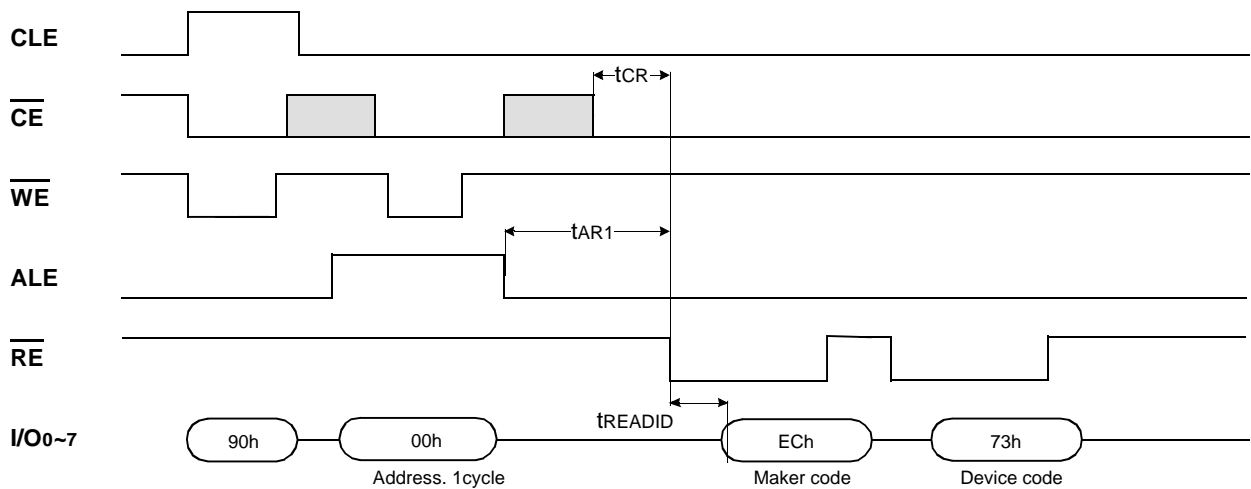 CLE
tCR
CE
WE
tAR1
ALE
RE
tREADID
I/O0~7
90h
00h
ECh
73h
Address. 1cycle
Maker code
Device code